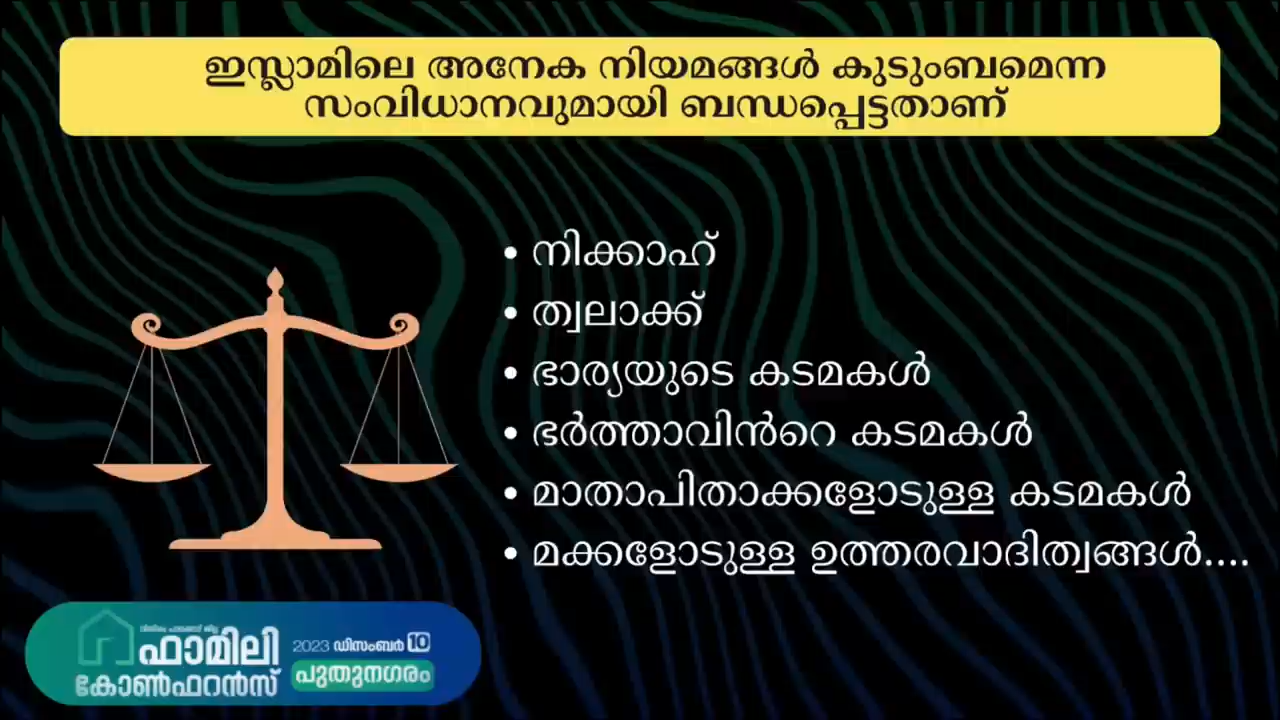 ഇസ്ലാമിലെ അനേക നിയമങ്ങൾ കുടുംബമെന്ന
സംവിധാനവുമായി ബന്ധപ്പെട്ടതാണ്
• നിക്കാഹ്
• ത്വലാക്ക്
• ഭാര്യയുടെ കടമകൾ
• ഭർത്താവിൻറെ കടമകൾ
• മാതാപിതാക്കളോടുള്ള കടമകൾ
• മക്കളോടുള്ള ഉത്തരവാദിത്വങ്ങൾ....
ഫാമിലി
കോൺഫറൻസ്
2023 ഡിസംബർ 10
പുതുനഗരം